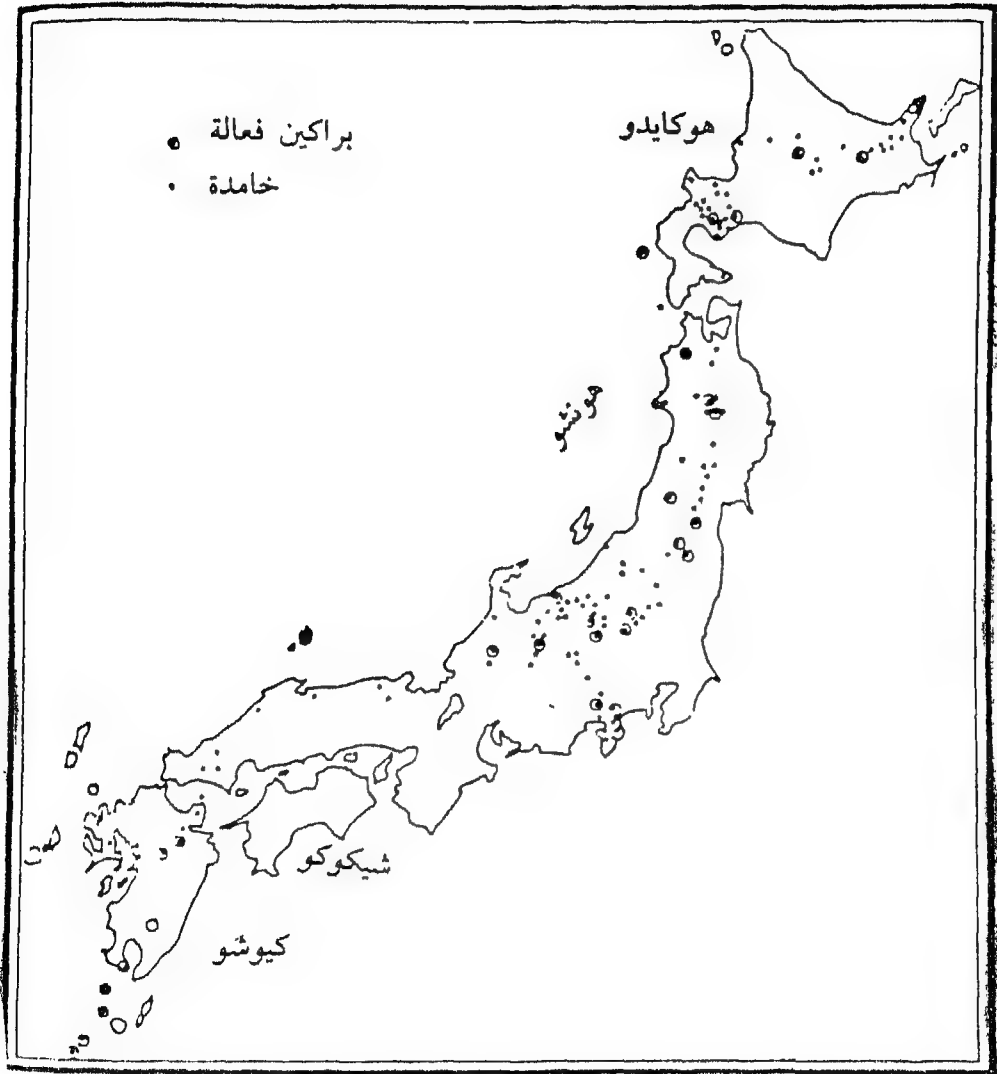 براكين فعالة
خامدة
هوكايدو
هونشو
شيكوكو
كيوشو